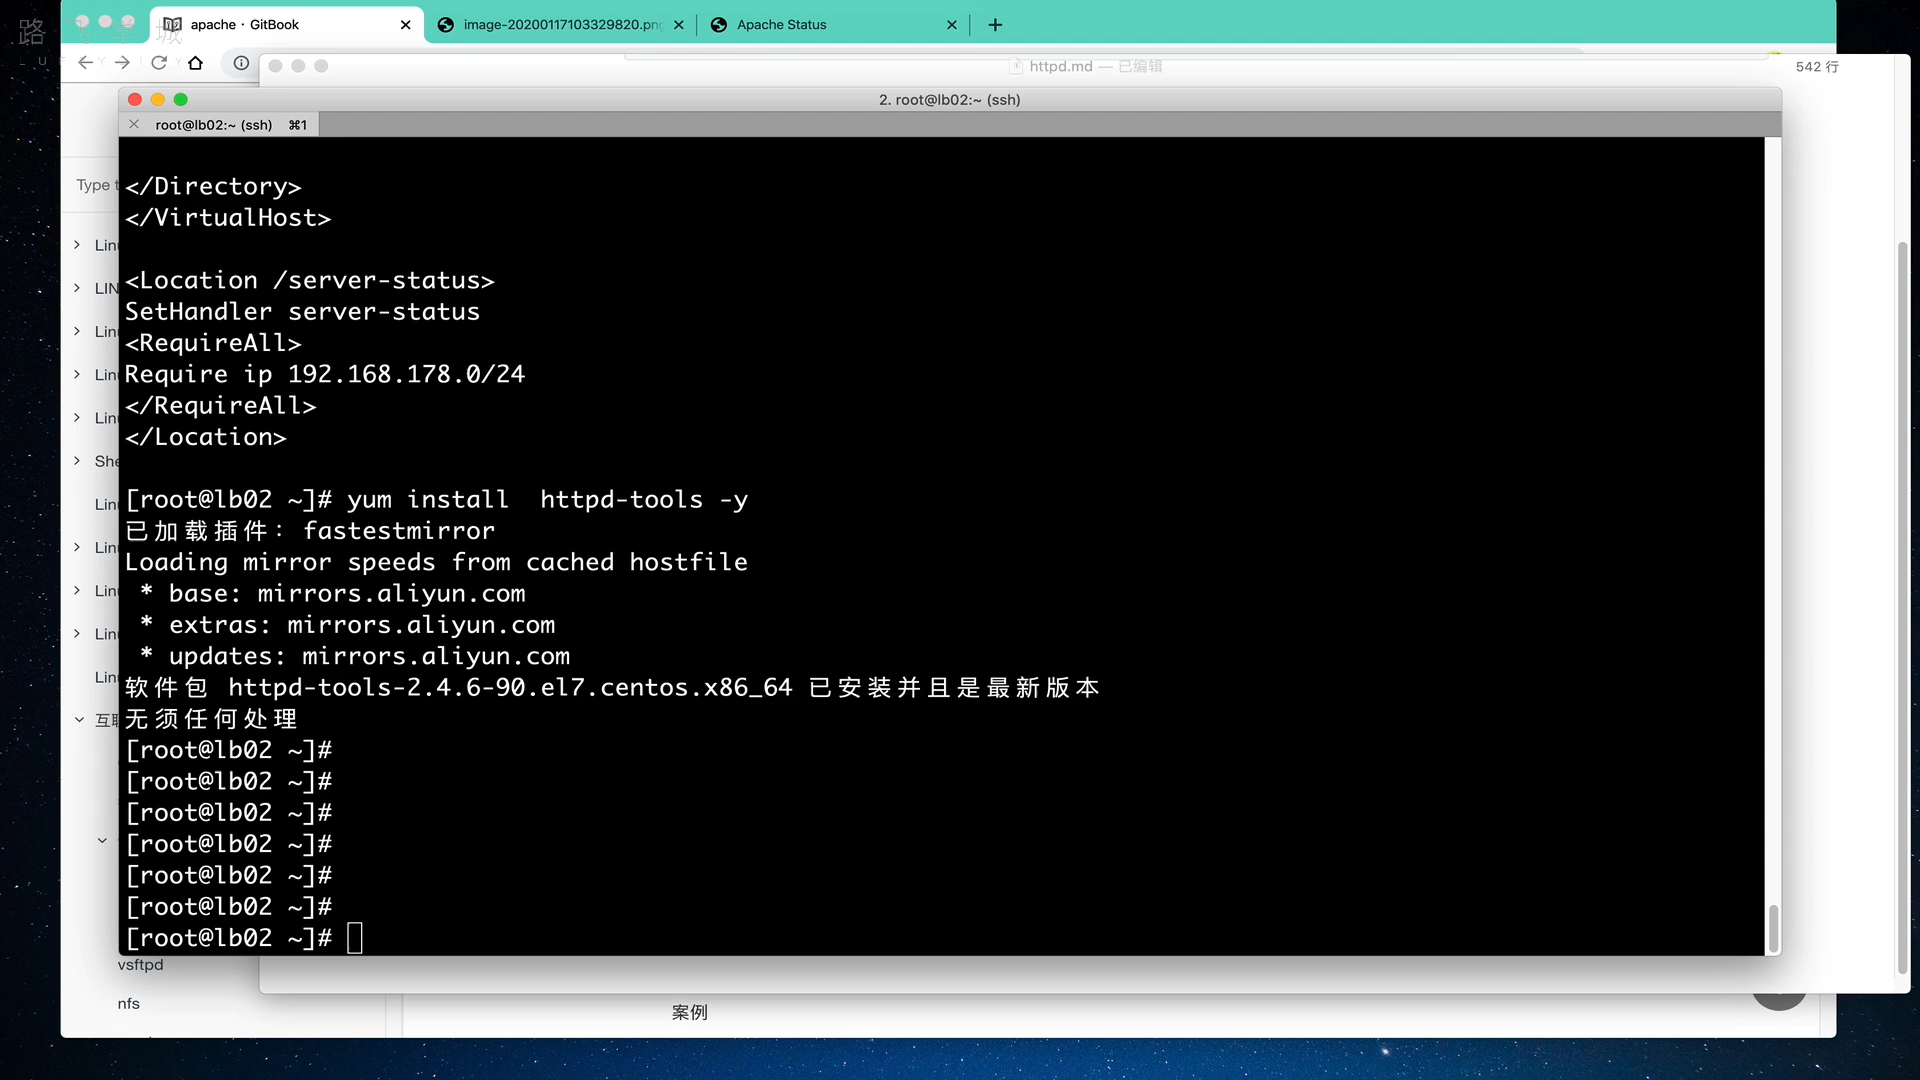 apache · GitBook
image-20200117103329820.png
Apache Status
httpd.md — 已编辑
542 行
2. root@lb02:~ (ssh)
root@lb02:~ (ssh) ⌘1
Type t
</Directory>
</VirtualHost>
<Location /server-status>
SetHandler server-status
<RequireAll>
Require ip 192.168.178.0/24
</RequireAll>
</Location>
[root@lb02 ~]# yum install  httpd-tools -y
已加载插件：fastestmirror
Loading mirror speeds from cached hostfile
* base: mirrors.aliyun.com
* extras: mirrors.aliyun.com
* updates: mirrors.aliyun.com
软件包 httpd-tools-2.4.6-90.el7.centos.x86_64 已安装并且是最新版本
无须任何处理
[root@lb02 ~]#
[root@lb02 ~]#
[root@lb02 ~]#
[root@lb02 ~]#
[root@lb02 ~]#
[root@lb02 ~]#
[root@lb02 ~]#
vsftpd
nfs
案例